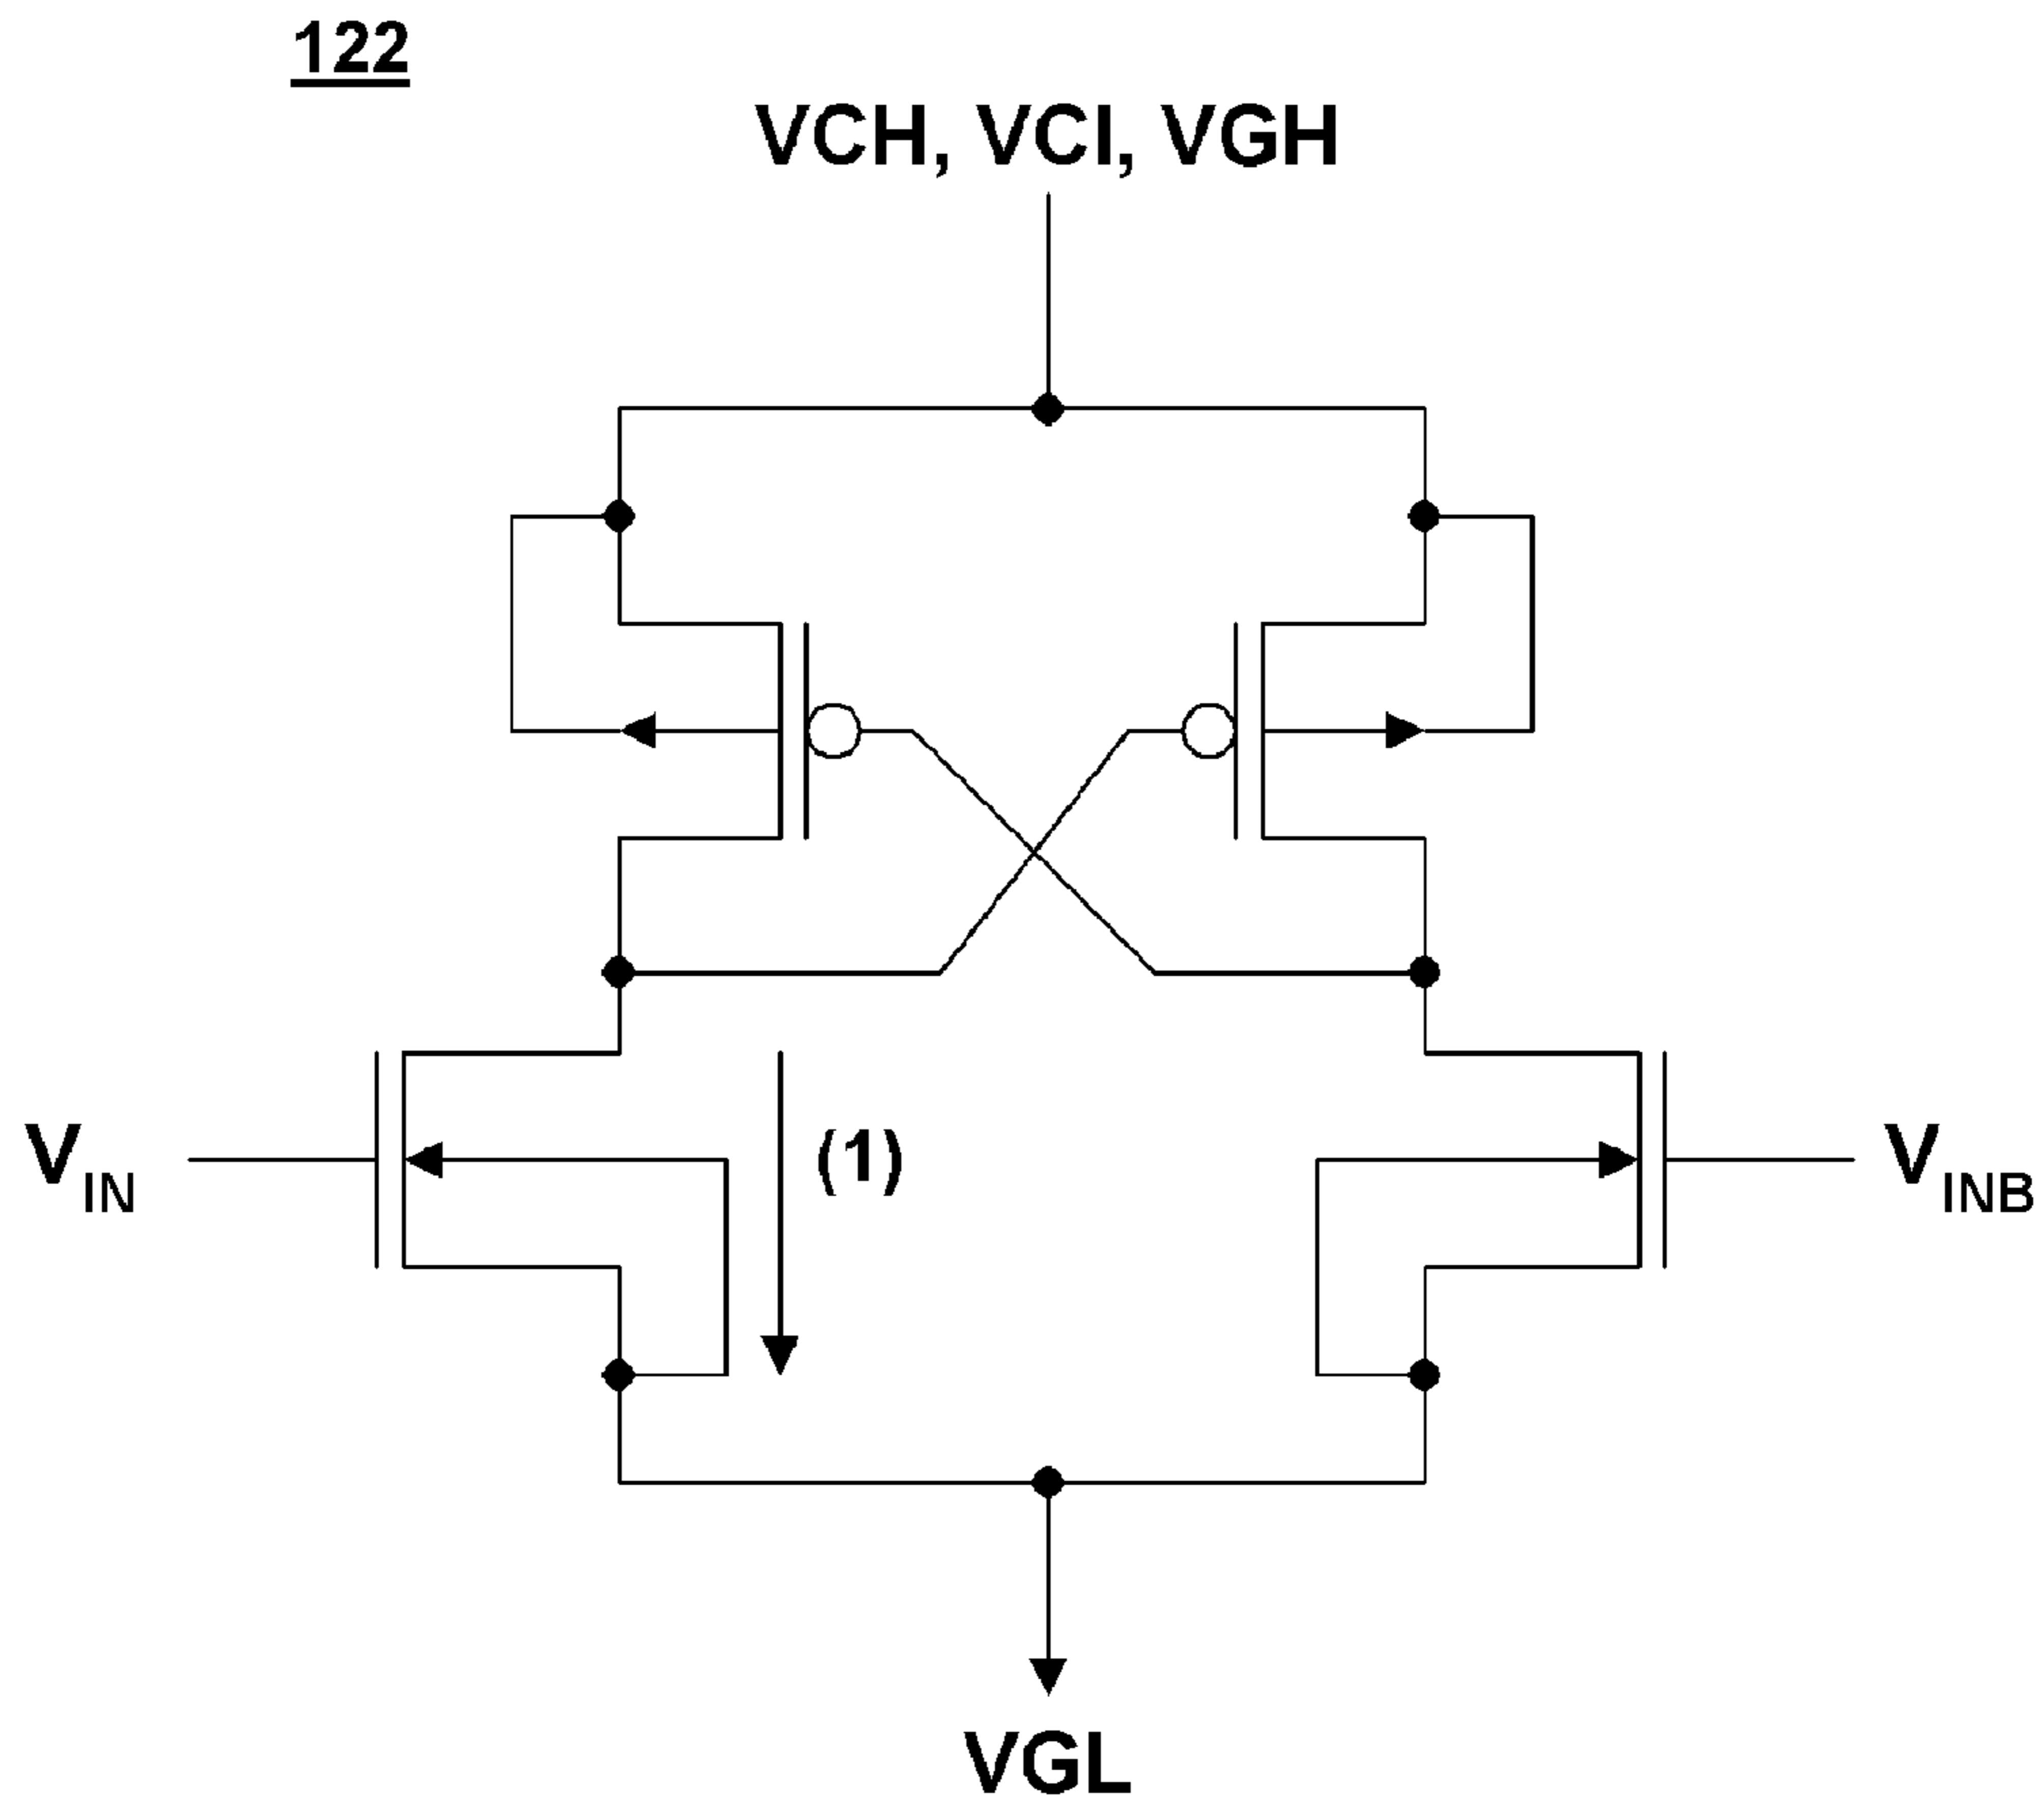 122
VCH, VCI, VGH
(1)
VIN
VINB
VGL